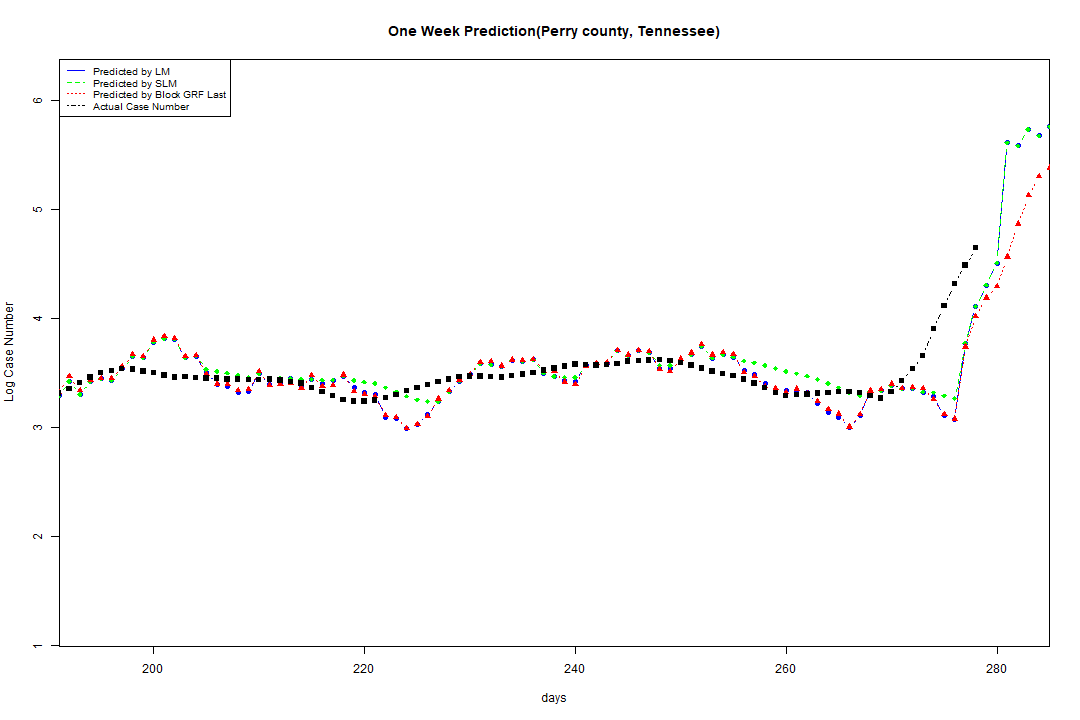 One Week Prediction(Perry county, Tennessee)
Predicted by LM
Predicted by SLM
Predicted by Block GRF Last
Actual Case Number
6
5
4
3
2
1
Log Case Number
200
220
240
260
280
days